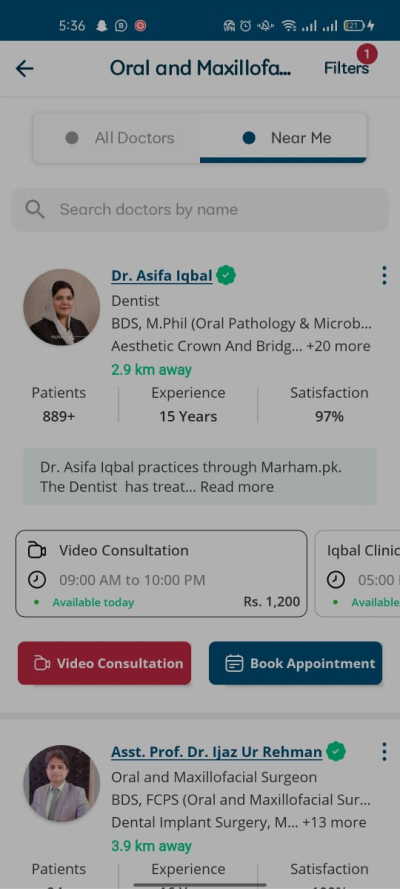 5:36
21
Oral and Maxillofa...
Filters
1
All Doctors
Near Me
Search doctors by name
Dr. Asifa Iqbal
Dentist
BDS, M.Phil (Oral Pathology & Microb...
Aesthetic Crown And Bridg... +20 more
2.9 km away
Patients Experience Satisfaction
889+ 15 Years 97%
Dr. Asifa Iqbal practices through Marham.pk.
The Dentist has treat... Read more
Video Consultation
09:00 AM to 10:00 PM
Available today Rs. 1,200
Iqbal Clinic
05:00
Available
Video Consultation
Book Appointment
Asst. Prof. Dr. Ijaz Ur Rehman
Oral and Maxillofacial Surgeon
BDS, FCPS (Oral and Maxillofacial Sur...
Dental Implant Surgery, M... +13 more
3.9 km away
Patients Experience Satisfaction